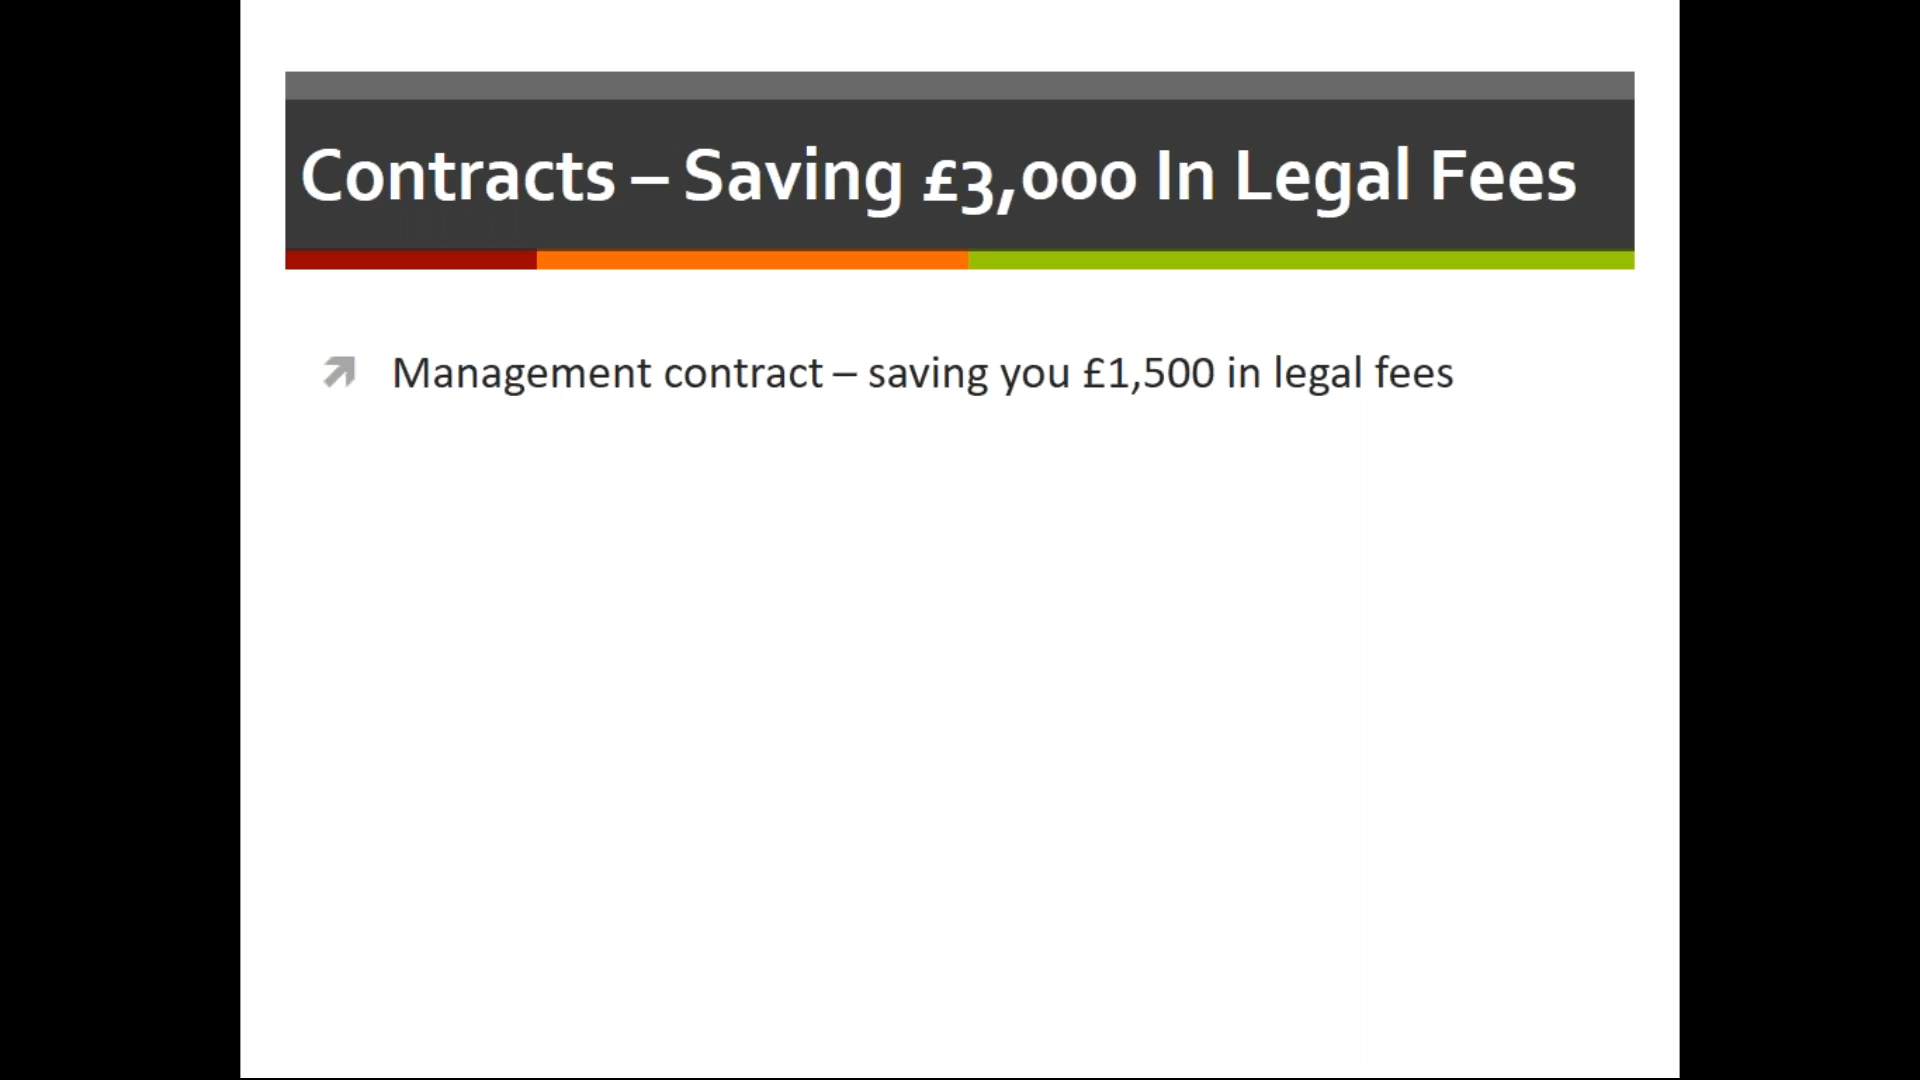 Contracts – Saving £3,000 In Legal Fees
Management contract – saving you £1,500 in legal fees